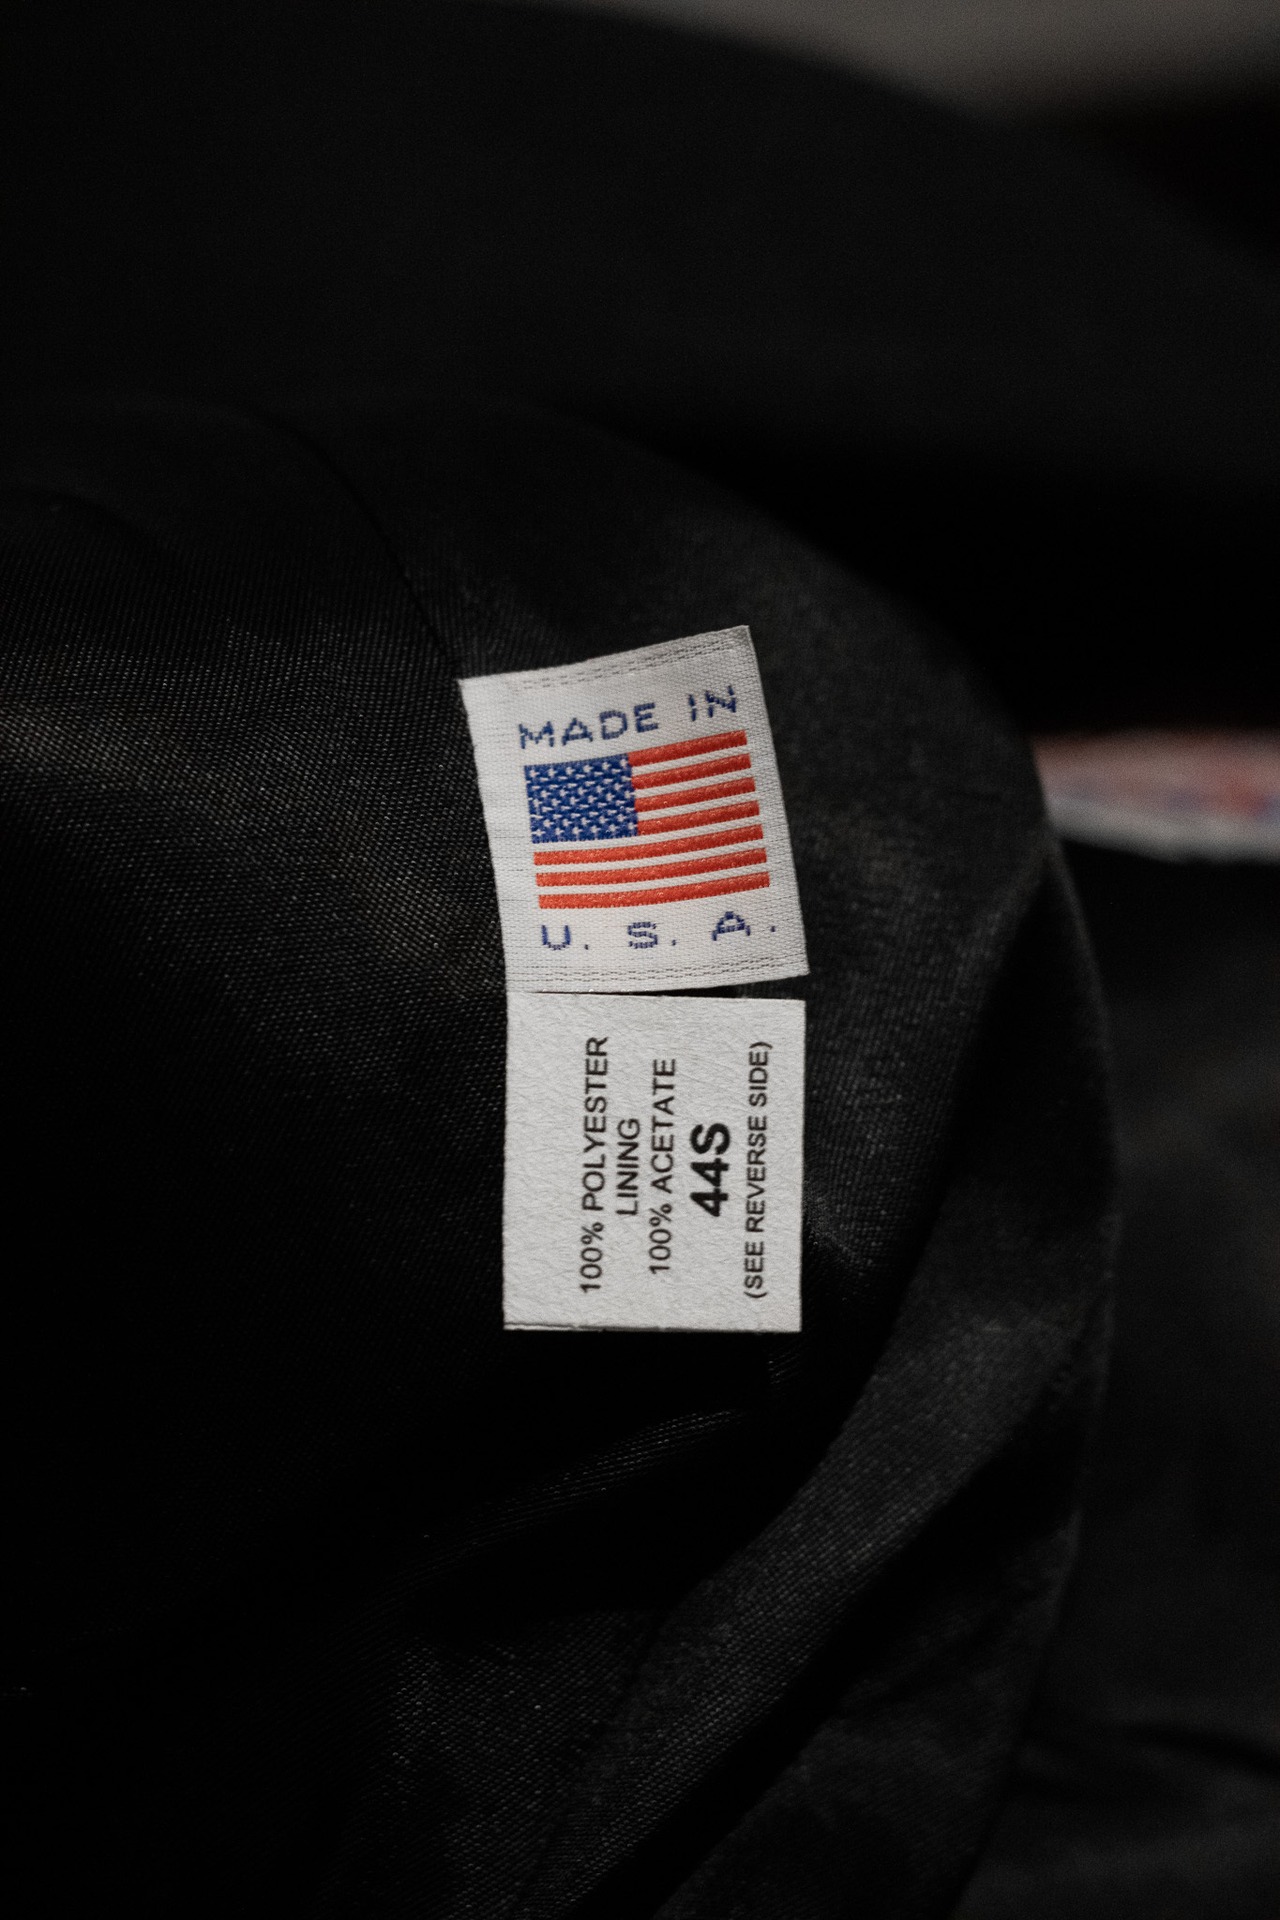 MADE IN
U. S. A.
100% POLYESTER
LINING
100% ACETATE
44S
(SEE REVERSE SIDE)